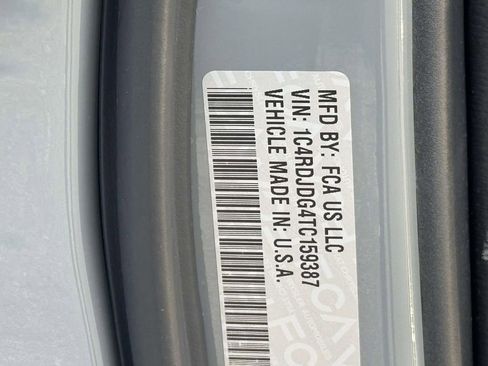 MFD BY: FCA US LLC
VIN: 1C4RDJDG4TC159387
VEHICLE MADE IN: U.S.A.